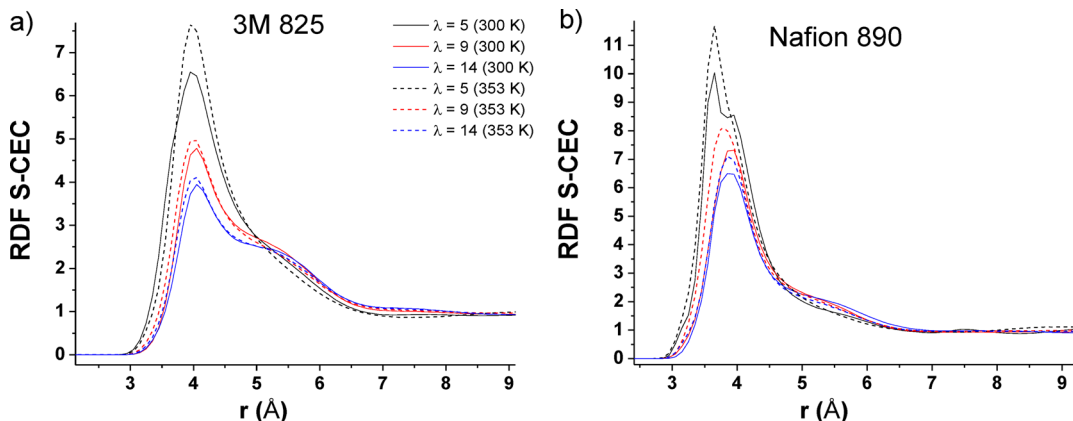 a)
3M 825
λ = 5 (300 K)
λ = 9 (300 K)
λ = 14 (300 K)
λ = 5 (353 K)
λ = 9 (353 K)
λ = 14 (353 K)
RDF S-CEC
7
6
5
4
3
2
1
0
3 4 5 6 7 8 9
r (Å)
b)
Nafion 890
RDF S-CEC
11
10
9
8
7
6
5
4
3
2
1
0
3 4 5 6 7 8 9
r (Å)